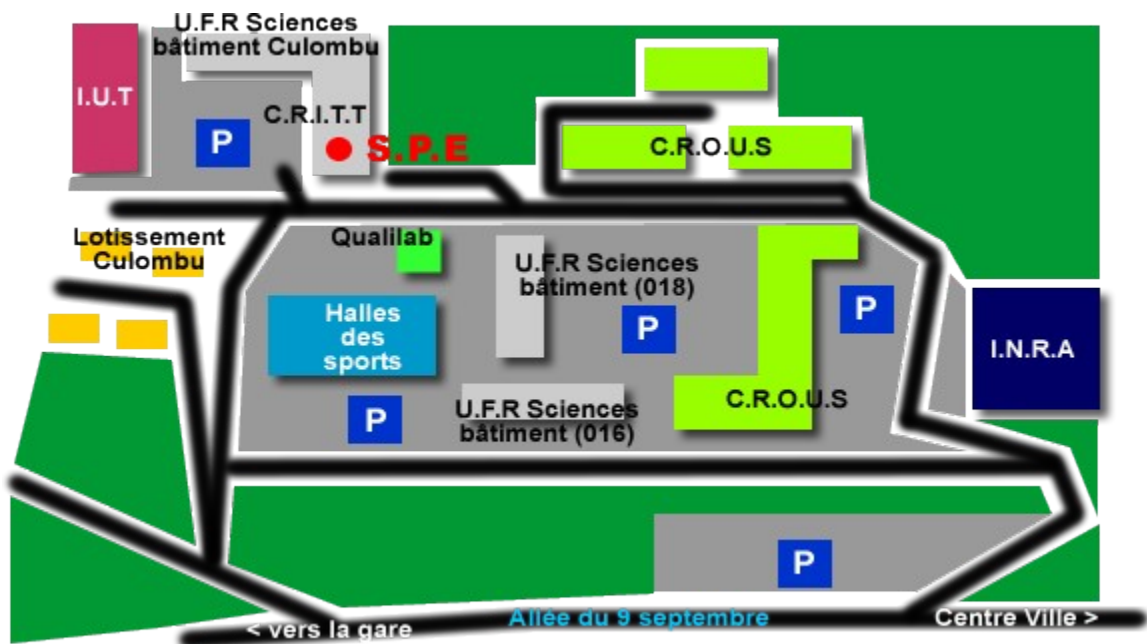 U.F.R Sciences
bâtiment Culombu
I.U.T
C.R.I.T.T
P
S.P.E
C.R.O.U.S
Lotissement
Culombu
Qualilab
U.F.R Sciences
bâtiment (018)
Halles
des
sports
P
P
I.N.R.A
C.R.O.U.S
P
U.F.R Sciences
bâtiment (016)
P
< vers la gare
Allée du 9 septembre
Centre Ville >